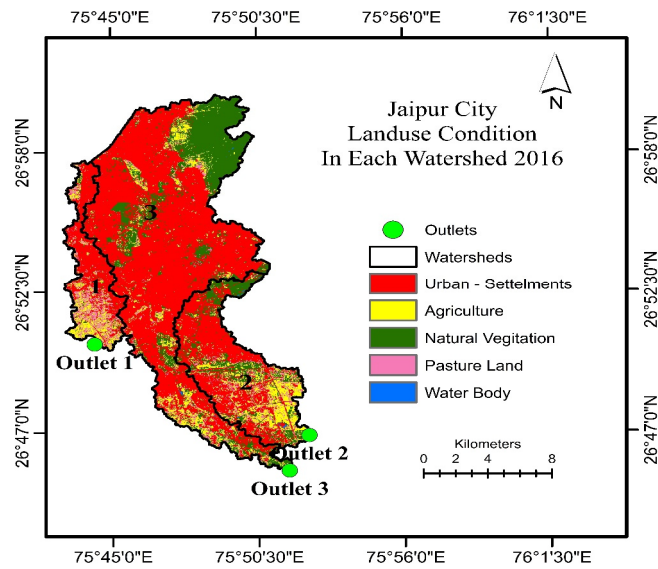 75°45'0"E 75°50'30"E 75°56'0"E 76°1'30"E
N
Jaipur City
Landuse Condition
In Each Watershed 2016
26°58'0"N 26°58'0"N
3
Outlets
Watersheds
26°52'30"N 26°52'30"N
1
Urban - Settelments
Agriculture
Natural Vegitation
Outlet 1
Pasture Land
2
Water Body
26°47'0"N 26°47'0"N
Kilometers
Outlet 2
0 2 4 8
Outlet 3
75°45'0"E 75°50'30"E 75°56'0"E 76°1'30"E